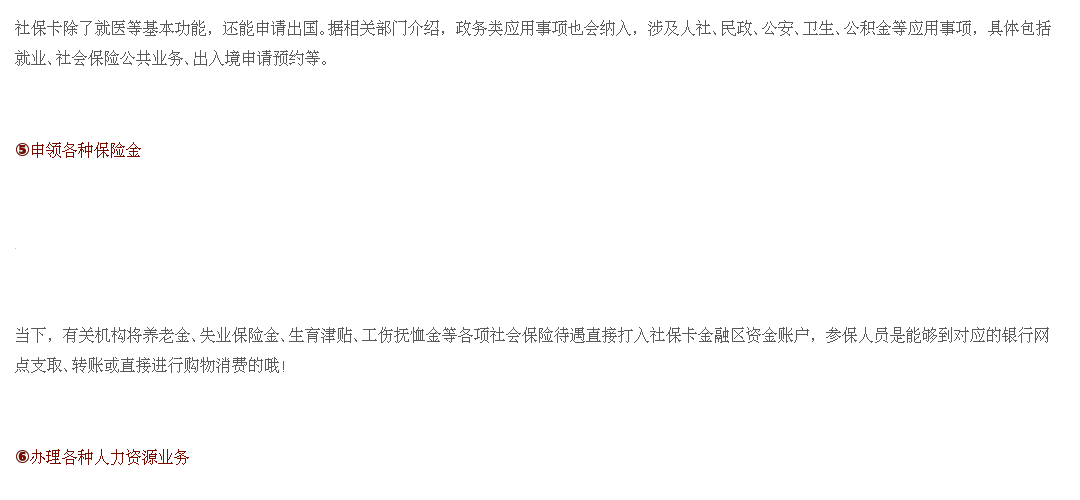 社保卡除了就医等基本功能，还能申请出国。据相关部门介绍，政务类应用事项也会纳入，涉及人社、民政、公安、卫生、公积金等应用事项，具体包括
就业、社会保险公共业务、出入境申请预约等。
⑤申领各种保险金
当下，有关机构将养老金、失业保险金、生育津贴、工伤抚恤金等各项社会保险待遇直接打入社保卡金融区资金账户，参保人员是能够到对应的银行网
点支取、转账或直接进行购物消费的哦！
⑥办理各种人力资源业务